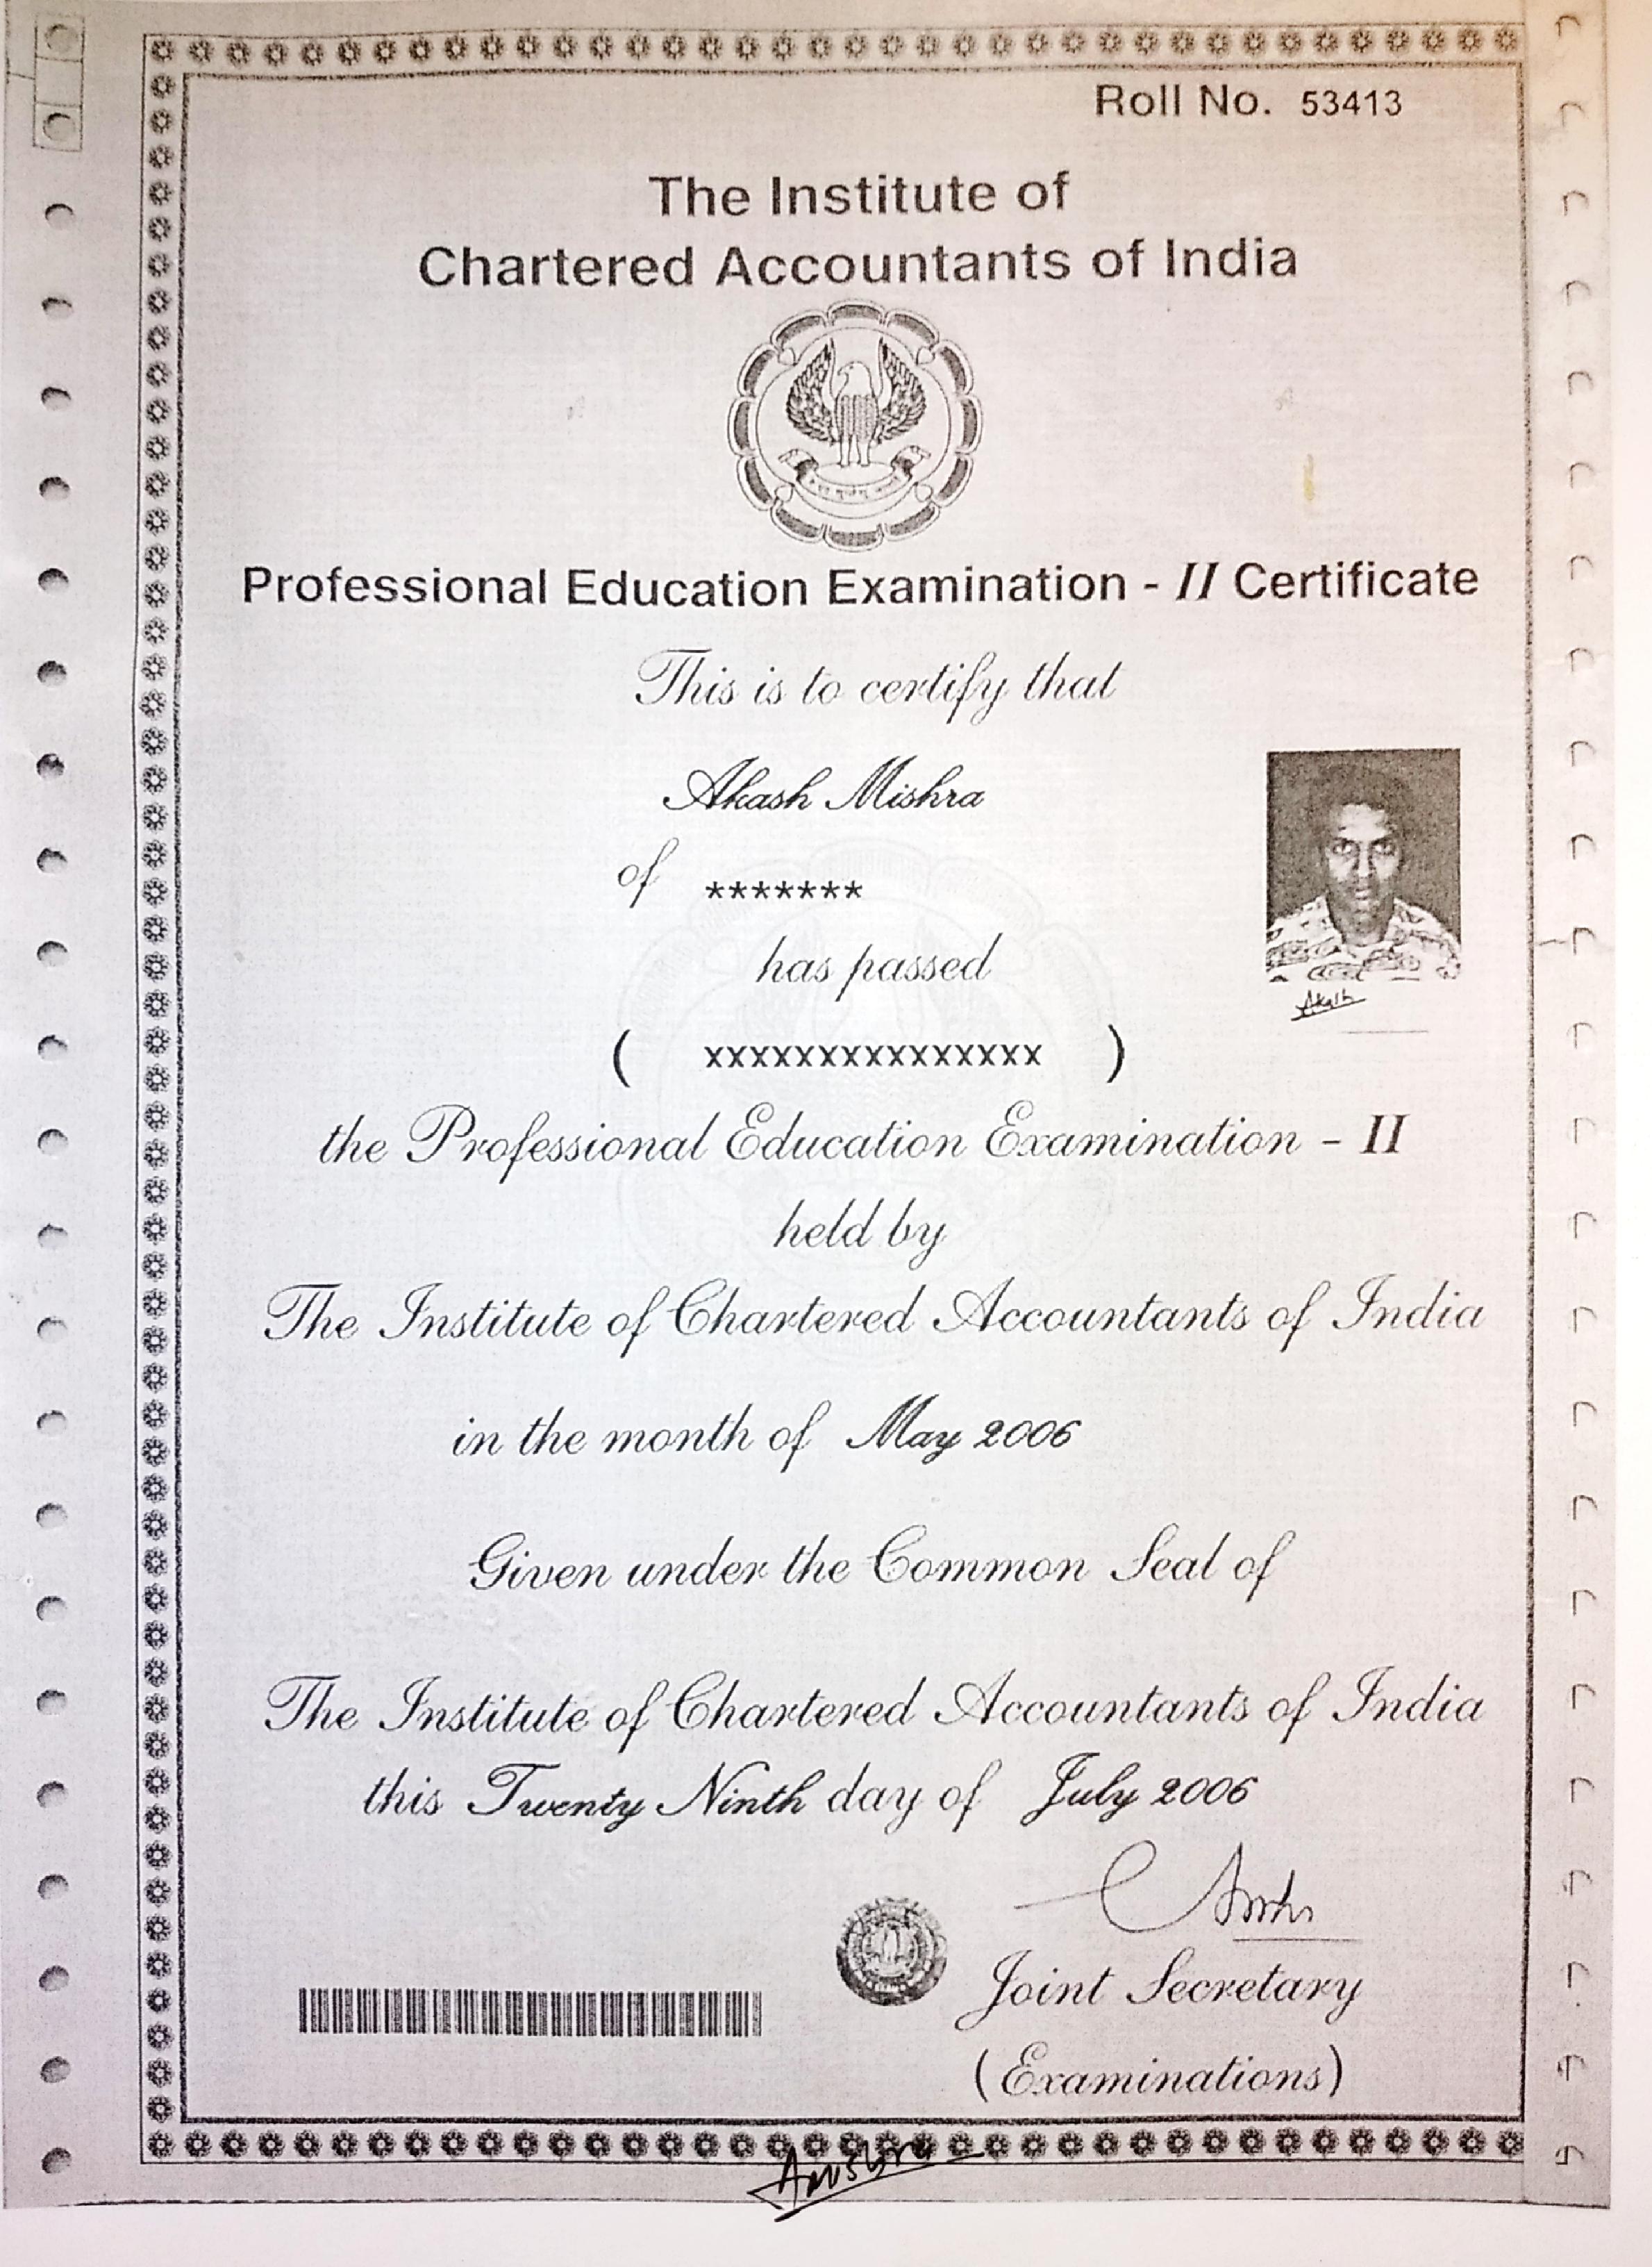 Roll No. 53413
The Institute of
Chartered Accountants of India
Professional Education Examination - II Certificate
This is to certify that
Akash Mishra
of *******
has passed
( xxxxxxxxxxxxxxx )
the Professional Education Examination - II
held by
The Institute of Chartered Accountants of India
in the month of May 2006
Given under the Common Seal of
The Institute of Chartered Accountants of India
this Twenty Ninth day of July 2006
Joint Secretary
(Examinations)